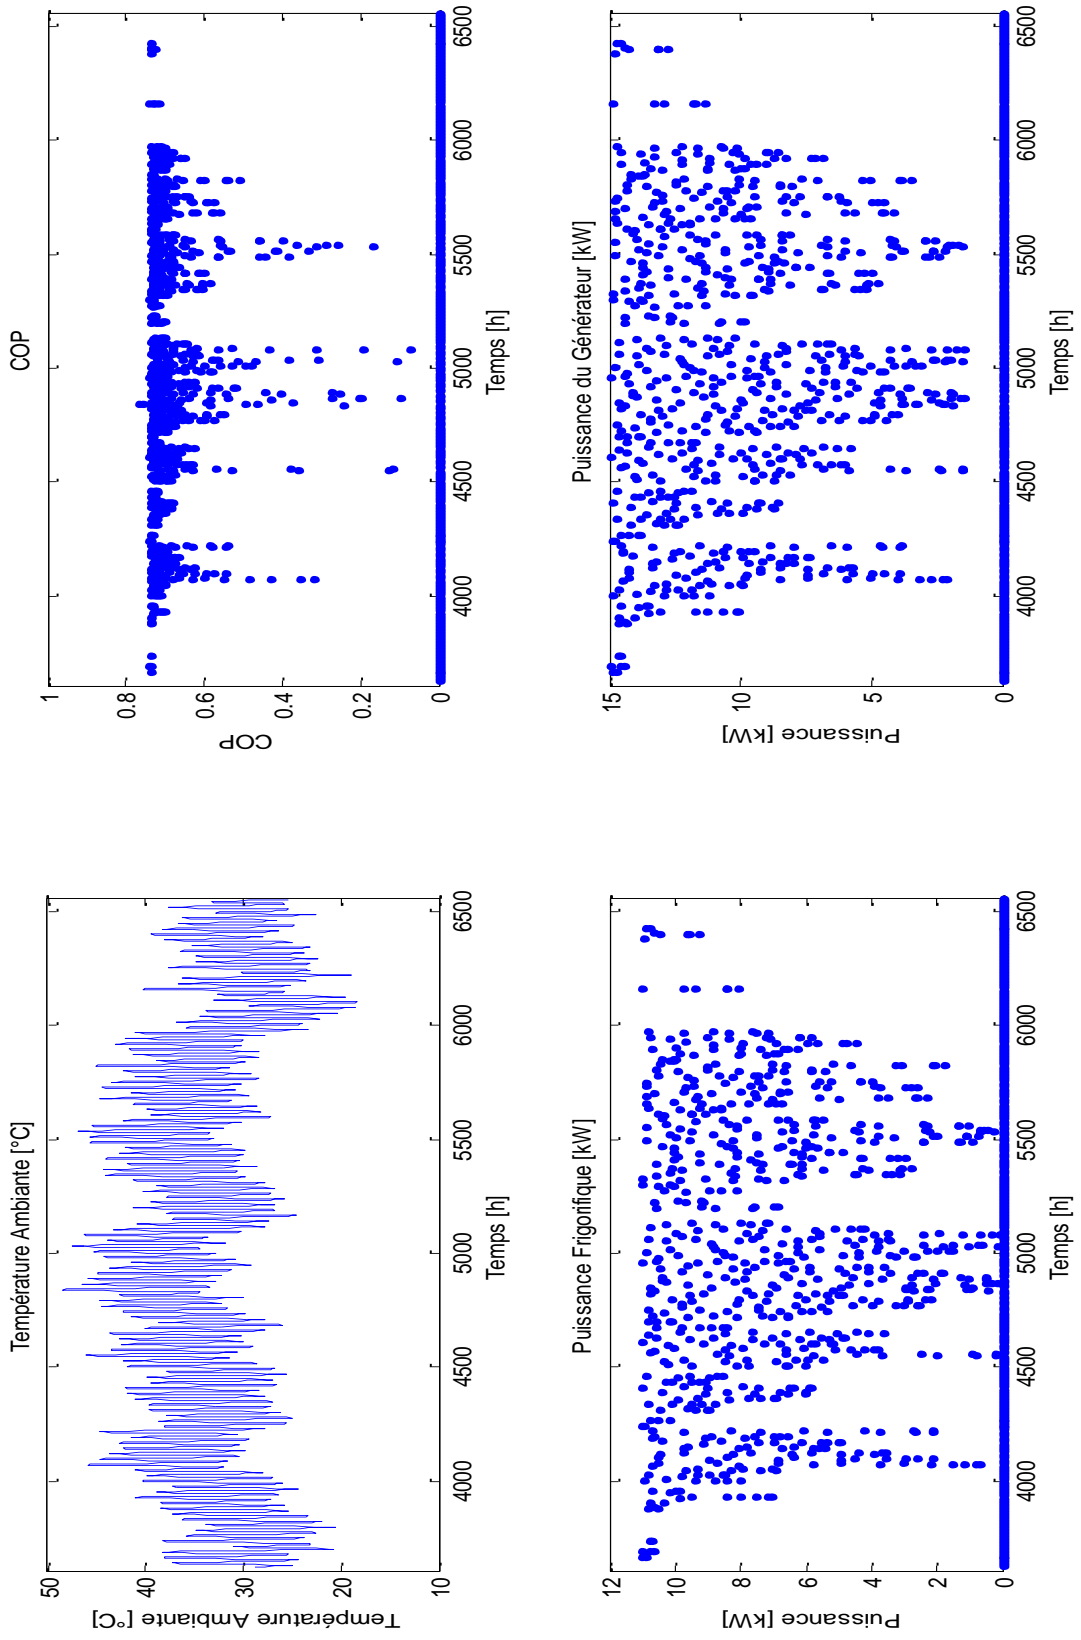 Température Ambiante [°C]
Température Ambiante [°C]
50
40
30
20
10
4000 4500 5000 5500 6000 6500
Temps [h]
COP
COP
1
0.8
0.6
0.4
0.2
0
4000 4500 5000 5500 6000 6500
Temps [h]
Puissance Frigorifique [kW]
Puissance [kW]
12
10
8
6
4
2
0
4000 4500 5000 5500 6000 6500
Temps [h]
Puissance du Générateur [kW]
Puissance [kW]
15
10
5
0
4000 4500 5000 5500 6000 6500
Temps [h]